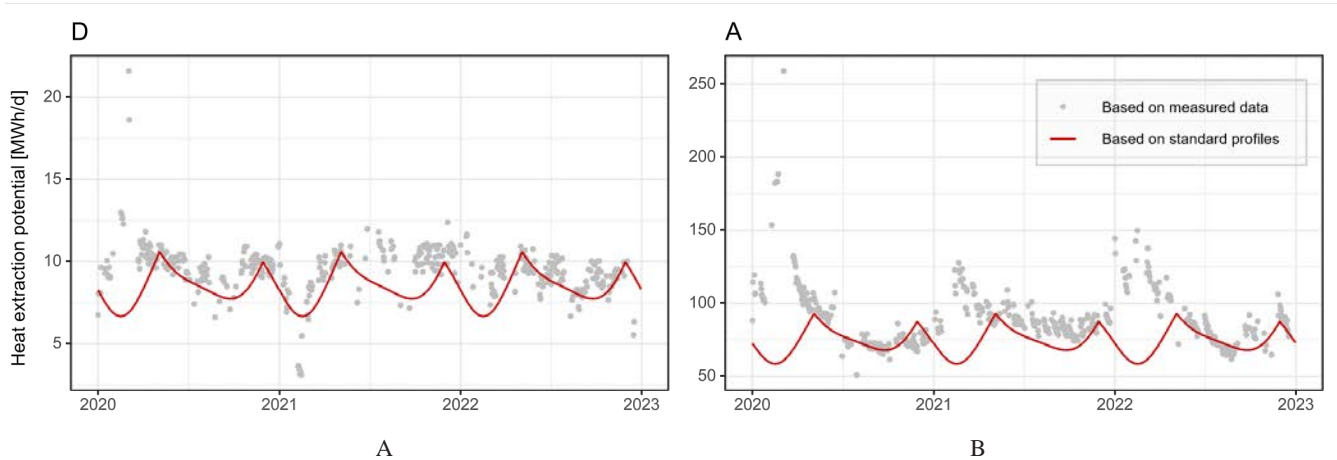 D
Heat extraction potential [MWh/d]
20
15
10
5
2020 2021 2022 2023
A
A
250
200
150
100
50
Based on measured data
Based on standard profiles
2020 2021 2022 2023
B